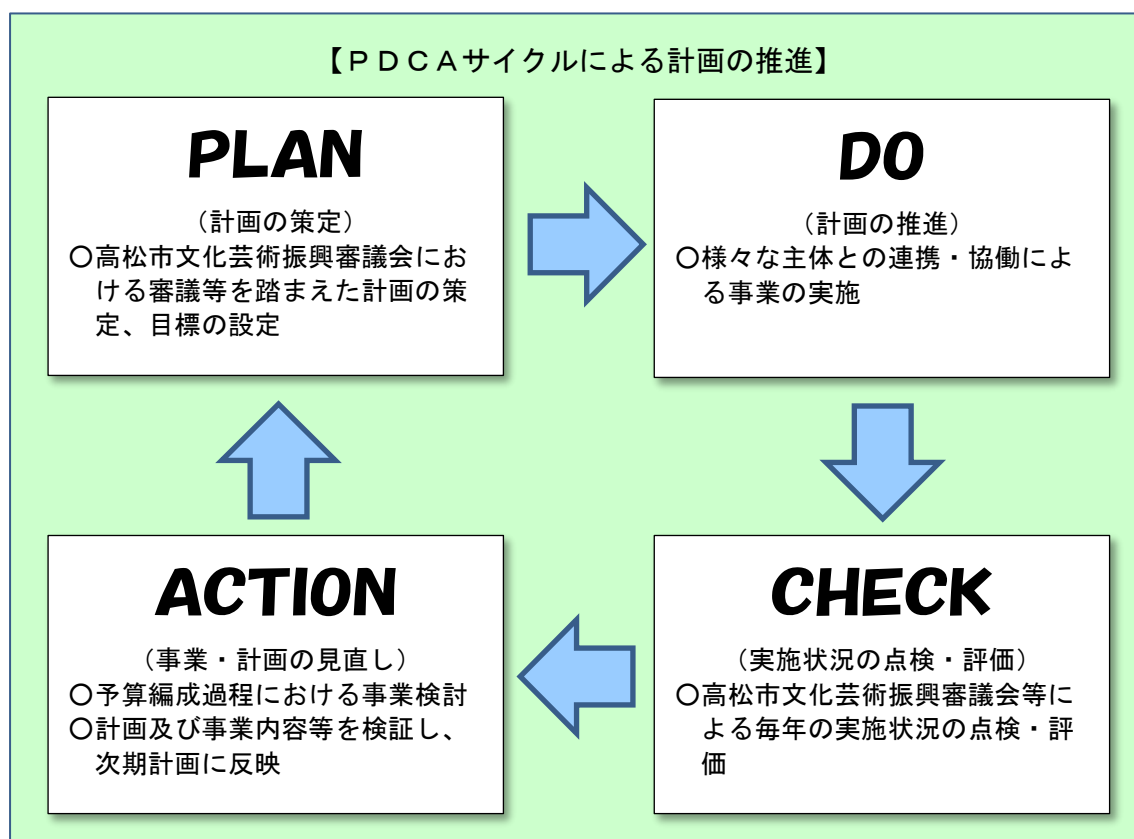 【ＰＤＣＡサイクルによる計画の推進】
PLAN
（計画の策定）
〇高松市文化芸術振興審議会にお
ける審議等を踏まえた計画の策
定、目標の設定
DO
（計画の推進）
〇様々な主体との連携・協働によ
る事業の実施
ACTION
（事業・計画の見直し）
〇予算編成過程における事業検討
〇計画及び事業内容等を検証し、
次期計画に反映
CHECK
（実施状況の点検・評価）
〇高松市文化芸術振興審議会等に
よる毎年の実施状況の点検・評
価